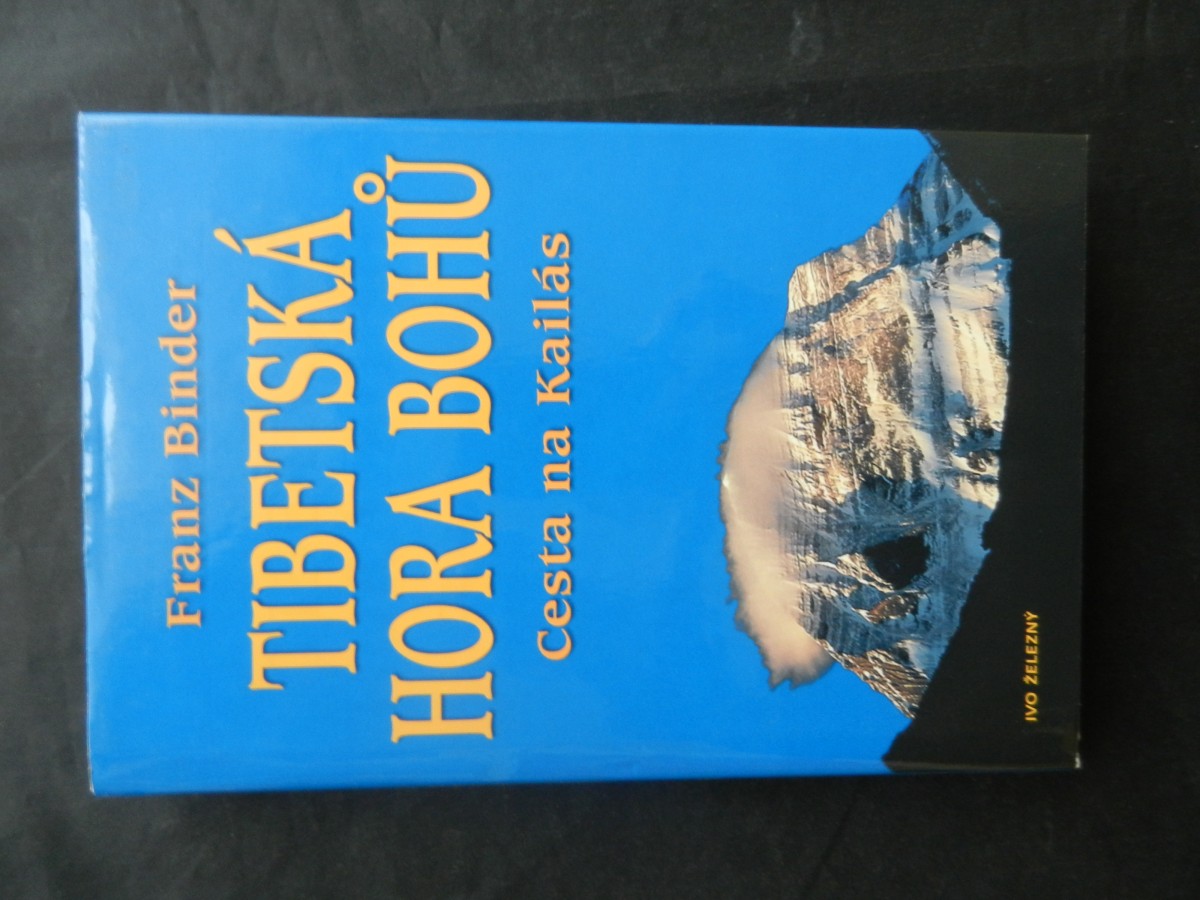 Franz Binder
TIBETSKÁ
HORA BOHŮ
Cesta na Kailás
IVO ŽELEZNÝ